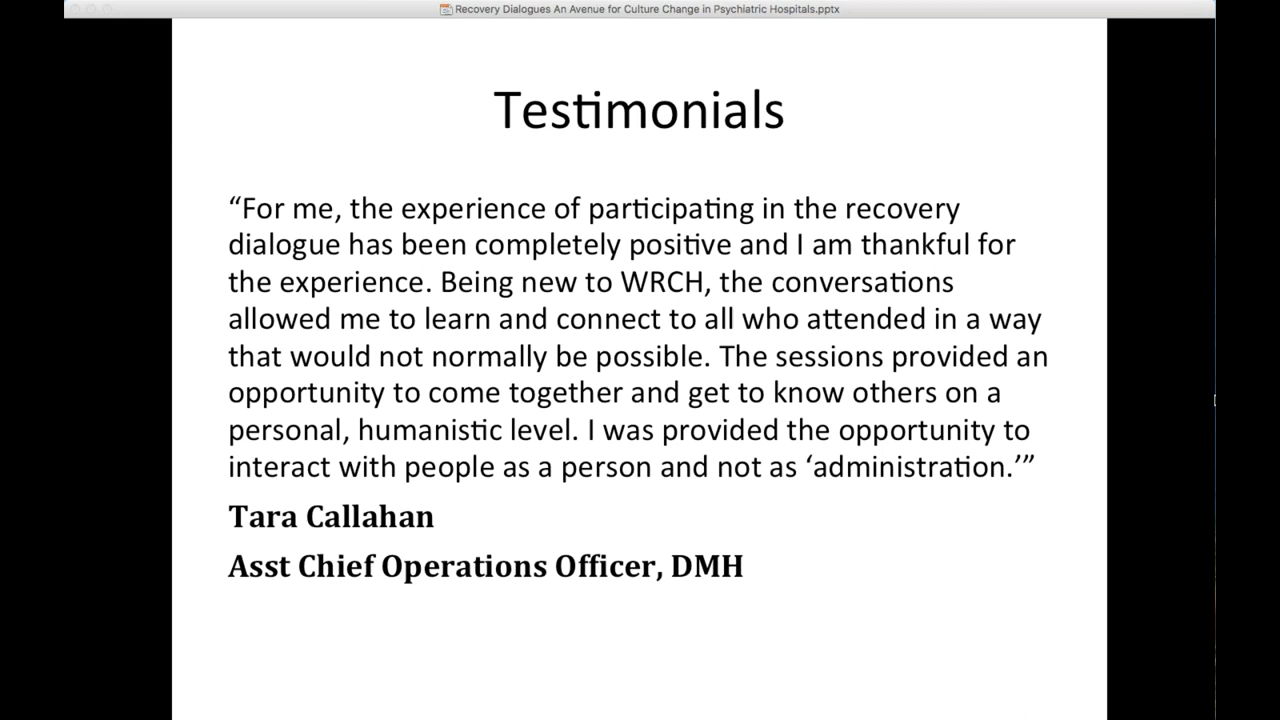 Recovery Dialogues An Avenue for Culture Change in Psychiatric Hospitals.pptx
Testimonials
“For me, the experience of participating in the recovery
dialogue has been completely positive and I am thankful for
the experience. Being new to WRCH, the conversations
allowed me to learn and connect to all who attended in a way
that would not normally be possible. The sessions provided an
opportunity to come together and get to know others on a
personal, humanistic level. I was provided the opportunity to
interact with people as a person and not as ‘administration.’”
Tara Callahan
Asst Chief Operations Officer, DMH